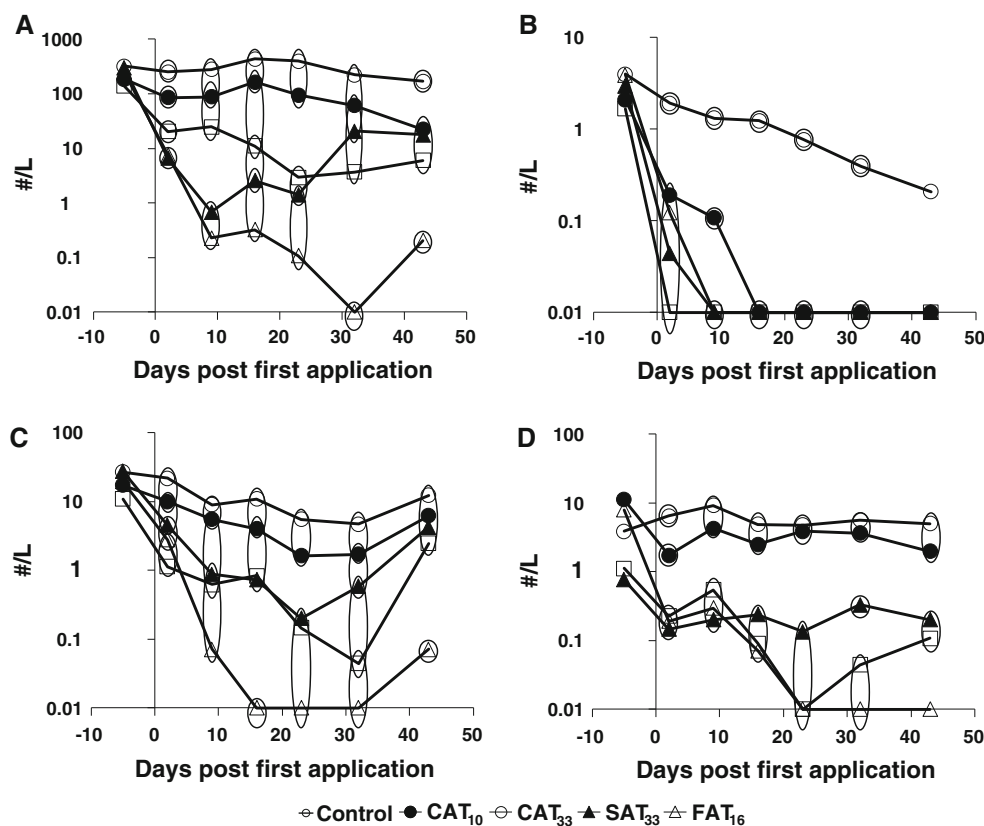 A
1000
100
10
1
0.1
0.01
#/L
-10 0 10 20 30 40 50
Days post first application
B
10
1
0.1
0.01
#/L
-10 0 10 20 30 40 50
Days post first application
C
100
10
1
0.1
0.01
#/L
-10 0 10 20 30 40 50
Days post first application
D
100
10
1
0.1
0.01
#/L
-10 0 10 20 30 40 50
Days post first application
Control CAT10 CAT33 SAT33 FAT16